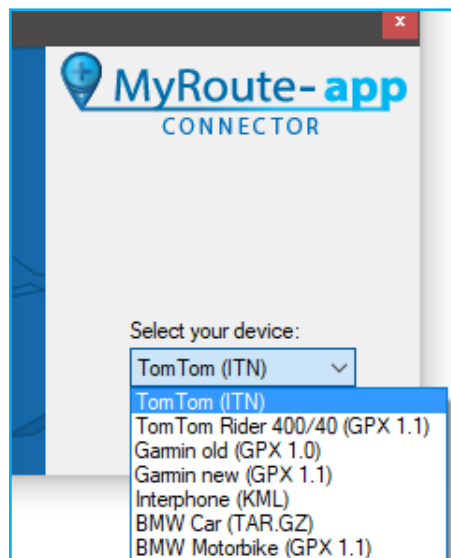 x
MyRoute-app
CONNECTOR
Select your device:
TomTom (ITN)
TomTom (ITN)
TomTom Rider 400/40 (GPX 1.1)
Garmin old (GPX 1.0)
Garmin new (GPX 1.1)
Interphone (KML)
BMW Car (TAR.GZ)
BMW Motorbike (GPX 1.1)